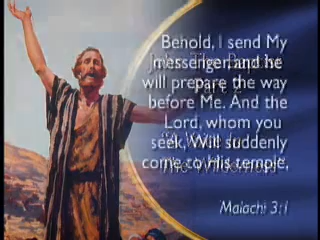 Behold, I send My
messenger, and he
will prepare the way
before Me. And the
Lord, whom you
seek, Will suddenly
come to His temple,
Malachi 3:1